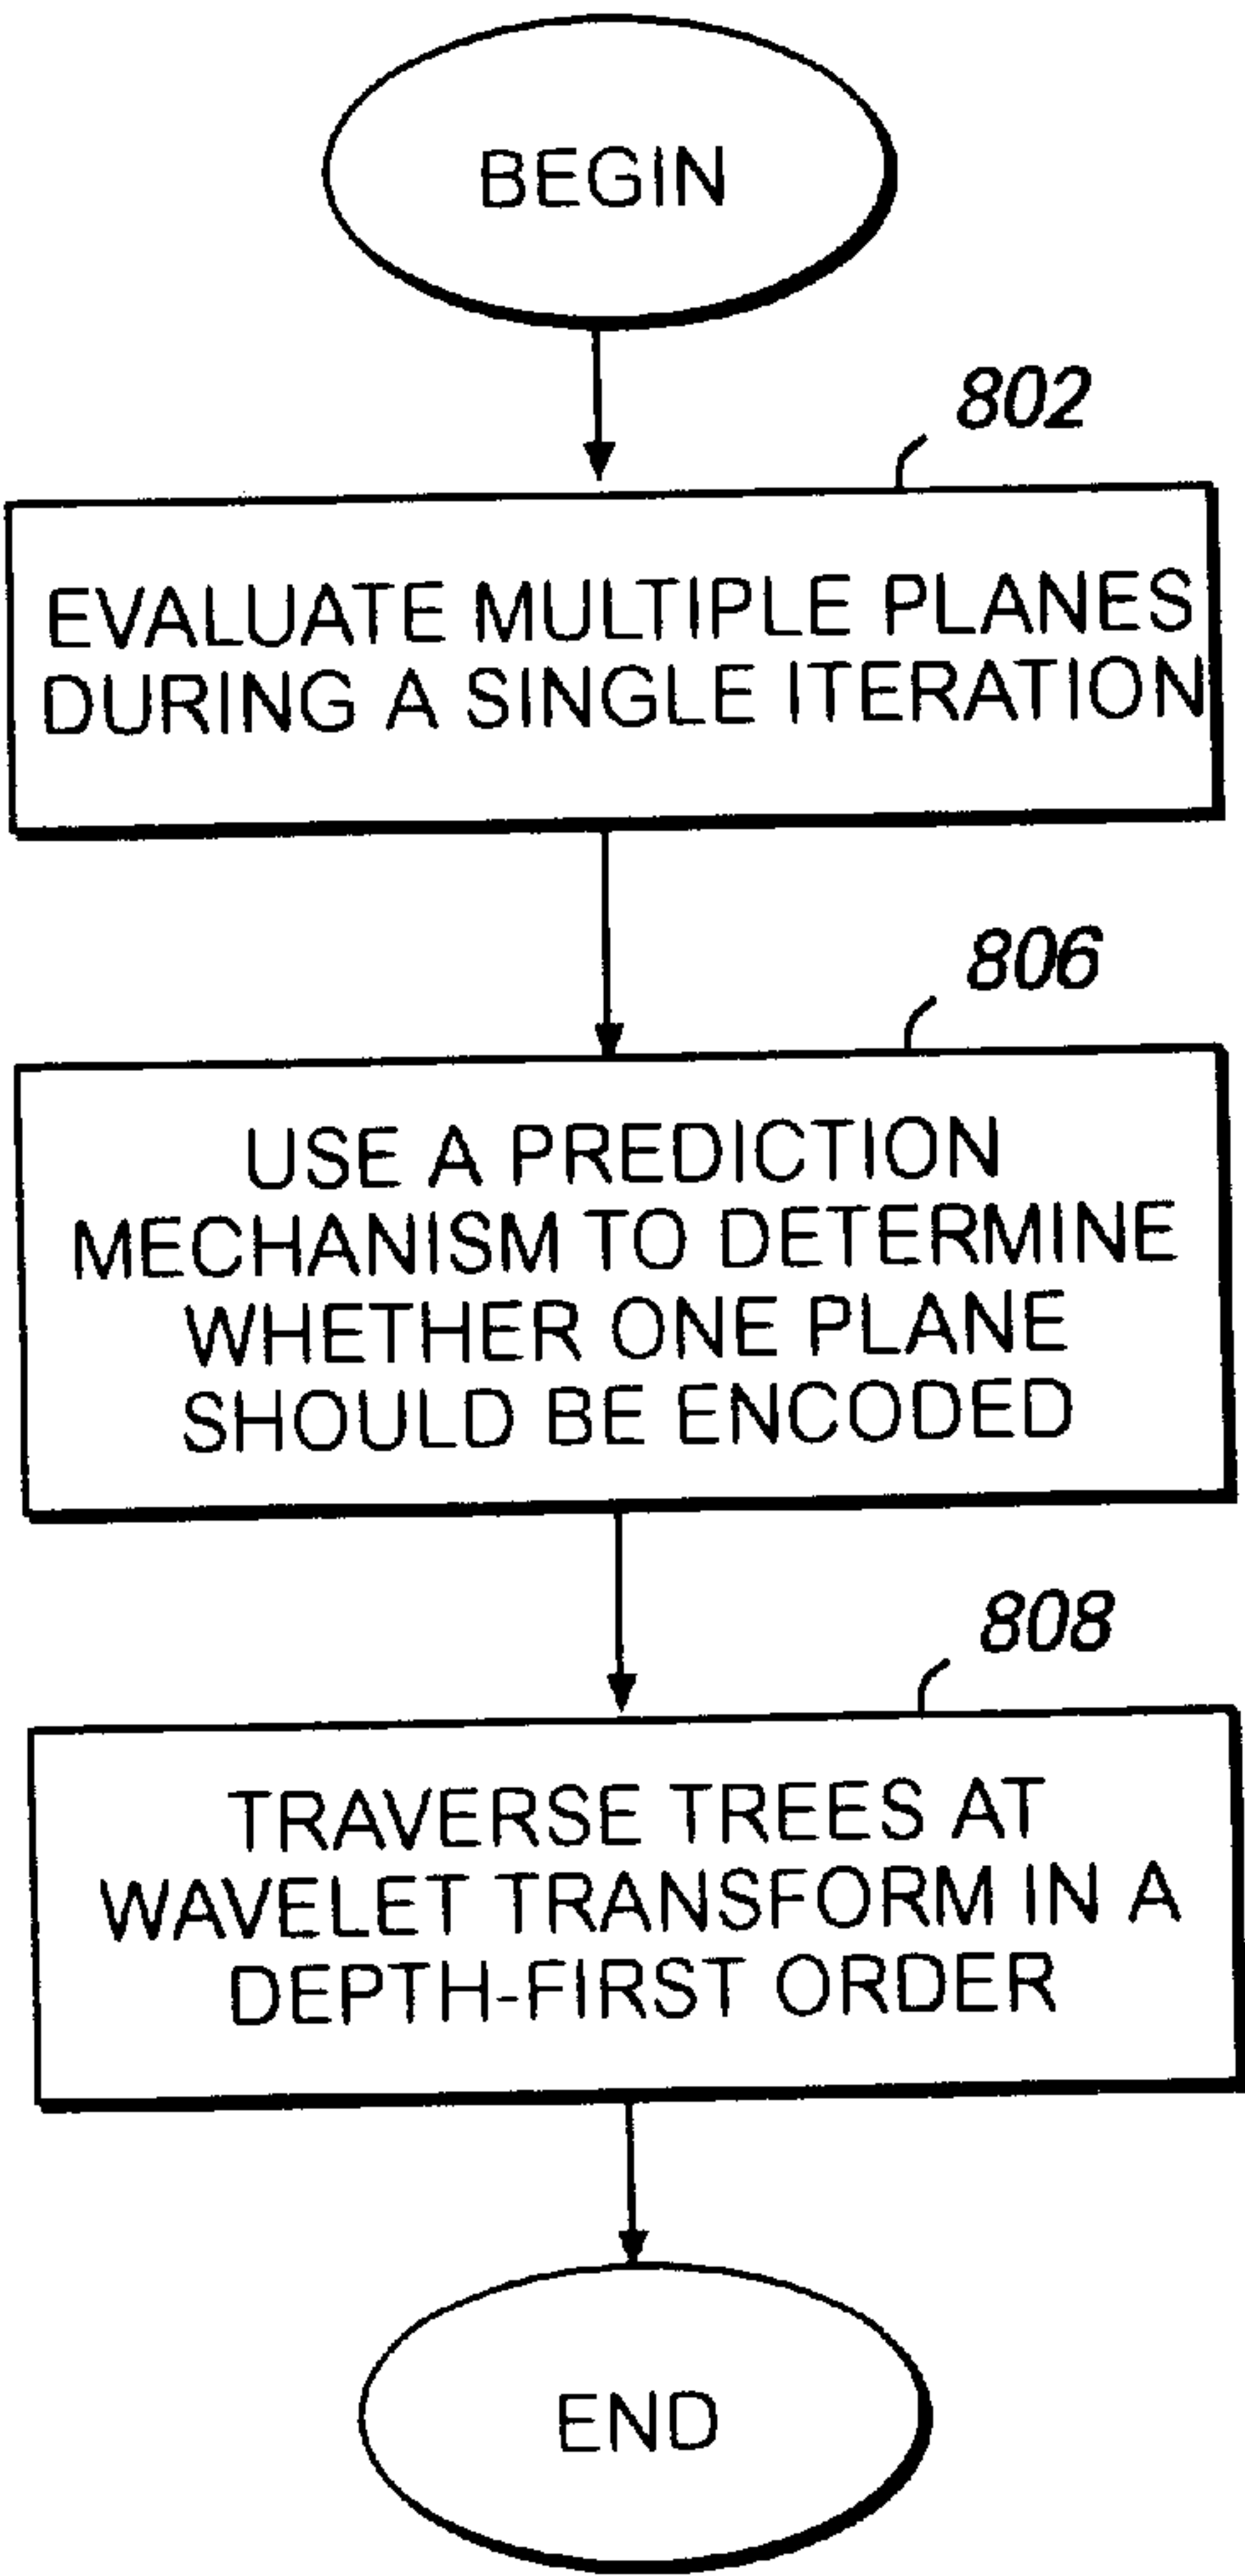 BEGIN
802
EVALUATE MULTIPLE PLANES
DURING A SINGLE ITERATION
806
USE A PREDICTION
MECHANISM TO DETERMINE
WHETHER ONE PLANE
SHOULD BE ENCODED
808
TRAVERSE TREES AT
WAVELET TRANSFORM IN A
DEPTH-FIRST ORDER
END